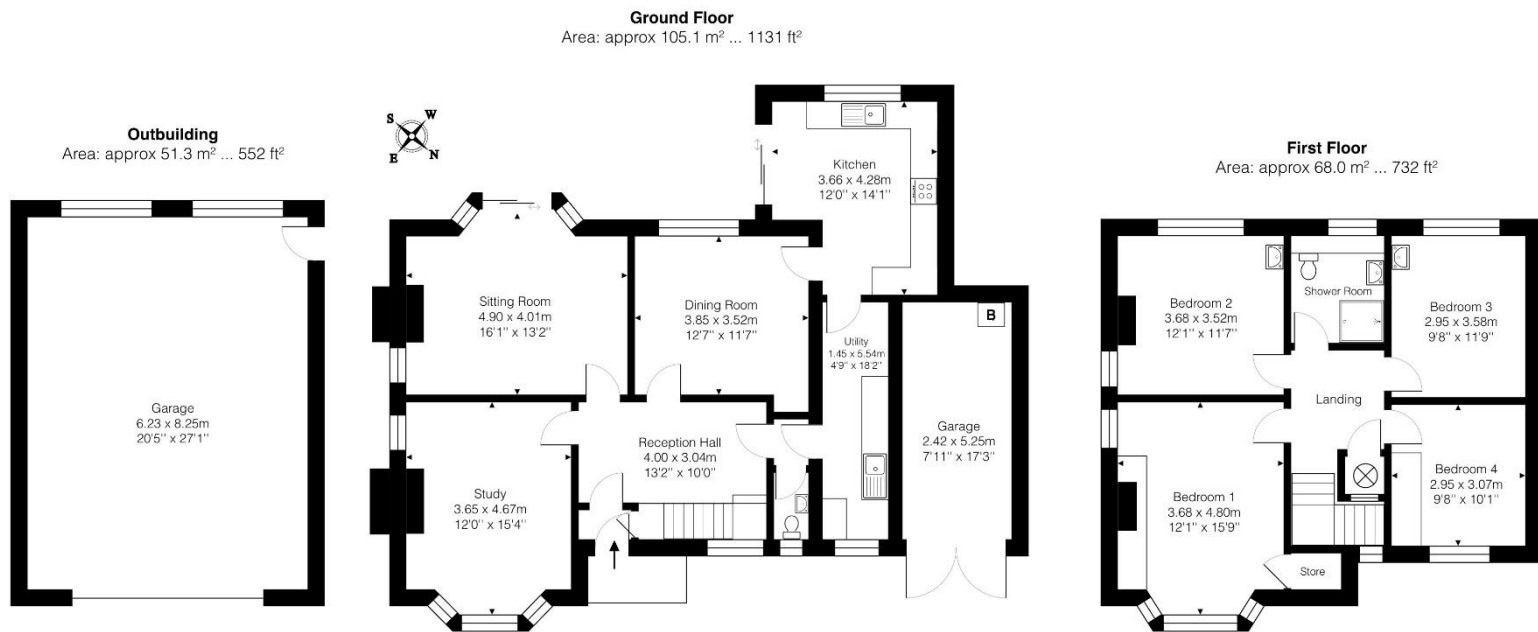 Ground Floor
Area: approx 105.1 m² ... 1131 ft²
Outbuilding
Area: approx 51.3 m² ... 552 ft²
S
W
E
N
First Floor
Area: approx 68.0 m² ... 732 ft²
Garage
6.23 x 8.25m
20'5'' x 27'1''
Kitchen
3.66 x 4.28m
12'0'' x 14'1''
Sitting Room
4.90 x 4.01m
16'1'' x 13'2''
Dining Room
3.85 x 3.52m
12'7'' x 11'7''
Utility
1.45 x 5.54m
4'9'' x 18'2''
B
Garage
2.42 x 5.25m
7'11'' x 17'3''
Reception Hall
4.00 x 3.04m
13'2'' x 10'0''
Study
3.65 x 4.67m
12'0'' x 15'4''
Bedroom 2
3.68 x 3.52m
12'1'' x 11'7''
Shower Room
Bedroom 3
2.95 x 3.58m
9'8'' x 11'9''
Landing
Bedroom 1
3.68 x 4.80m
12'1'' x 15'9''
Bedroom 4
2.95 x 3.07m
9'8'' x 10'1''
Store